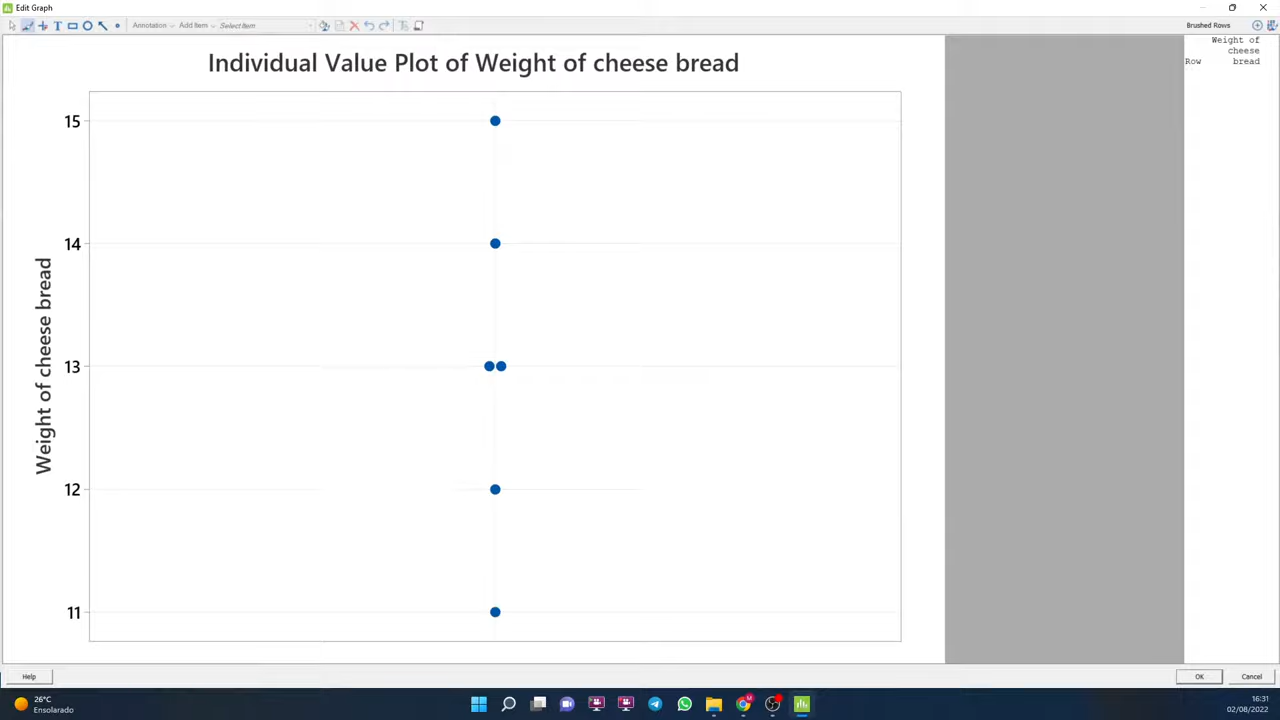 Edit Graph
T Annotation Add Item Select Item Brushed Rows
Weight of
cheese
Row bread
Individual Value Plot of Weight of cheese bread
Weight of cheese bread
15
14
13
12
11
Help OK Cancel
26°C
Ensolarado
16:31
02/08/2022